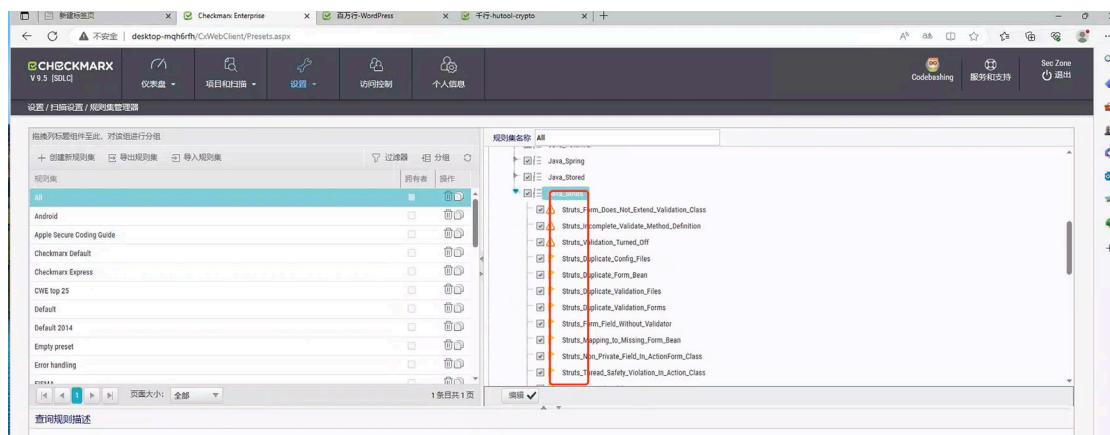 新建标签页
Checkmarx Enterprise
百万行-WordPress
千行-hutool-crypto
不安全
desktop-mqh6rfh/CxWebClient/Presets.aspx
CHECKMARX
V 9.5 [SDLC]
仪表盘
项目和扫描
设置
访问控制
个人信息
Codebashing
服务和支持
Sec Zone
退出
设置 / 扫描设置 / 规则集管理器
拖拽列标题组件至此，对该组进行分组
创建新规则集
导出规则集
导入规则集
过滤器
分组
规则集
拥有者
操作
All
Android
Apple Secure Coding Guide
Checkmarx Default
Checkmarx Express
CWE top 25
Default
Default 2014
Empty preset
Error handling
FISMA
1
页面大小:
全部
1条目共1页
查询规则描述
规则集名称 All
Java_Spring
Java_Stored
Struts_Form_Does_Not_Extend_Validation_Class
Struts_Incomplete_Validate_Method_Definition
Struts_Validation_Turned_Off
Struts_Duplicate_Config_Files
Struts_Duplicate_Form_Bean
Struts_Duplicate_Validation_Files
Struts_Duplicate_Validation_Forms
Struts_Form_Field_Without_Validator
Struts_Mapping_to_Missing_Form_Bean
Struts_Non_Private_Field_In_ActionForm_Class
Struts_Thread_Safety_Violation_In_Action_Class
编辑